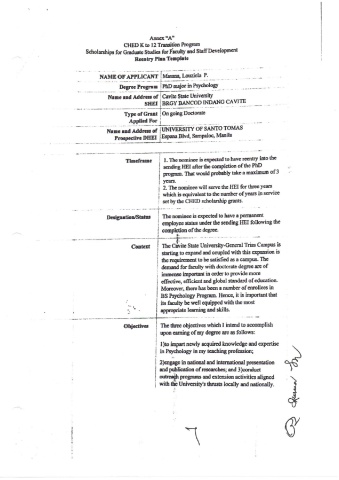 Annex "A"
CHED K to 12 Transition Program
Scholarships for Graduate Studies for Faculty and Staff Development
Reentry Plan Template
NAME OF APPLICANT Manna, P.
Degree Program PhD major in Psychology
Name and Address of SHEI Cavite State University
BRGY BANCOD INDANG CAVITE
Type of Grant Applied For On going Doctorate
Name and Address of Prospective DHEI UNIVERSITY OF SANTO TOMAS
Espana Blvd, Sampaloc, Manila
Timeframe 1. The nominee is expected to have reentry into the
sending HEI after the completion of the PhD
program. That would probably take a maximum of 3
years.
2. The nominee will serve the HEI for three years
which is equivalent to the number of years in service
set by the CHED scholarship grants.
Designation/Status The nominee is expected to have a permanent
employee status under the sending HEI following the
completion of the degree.
Context The Cavite State University-General Trias Campus is
starting to expand and coupled with this expansion is
the requirement to be satisfied as a campus. The
demand for faculty with doctorate degree are of
immense important in order to provide more
effective, efficient and global standard of education.
Moreover, there has been a number of enrollees in
BS Psychology Program. Hence, it is important that
its faculty be well equipped with the most
appropriate learning and skills.
Objectives The three objectives which I intend to accomplish
upon earning of my degree are as follows:
1)to impart newly acquired knowledge and expertise
in Psychology in my teaching profession;
2)engage in national and international presentation
and publication of researches; and 3)conduct
outreach programs and extension activities aligned
with the University's thrusts locally and nationally.
7